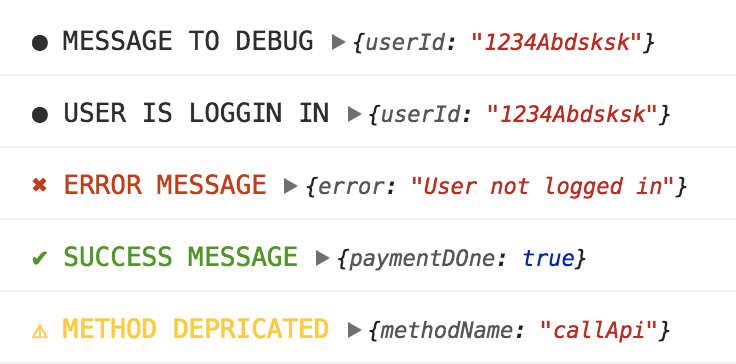 ● MESSAGE TO DEBUG ▶{userId: "1234Abdsksk"}
● USER IS LOGGIN IN ▶{userId: "1234Abdsksk"}
✖ ERROR MESSAGE ▶{error: "User not logged in"}
✔ SUCCESS MESSAGE ▶{paymentDOne: true}
⚠ METHOD DEPRICATED ▶{methodName: "callApi"}